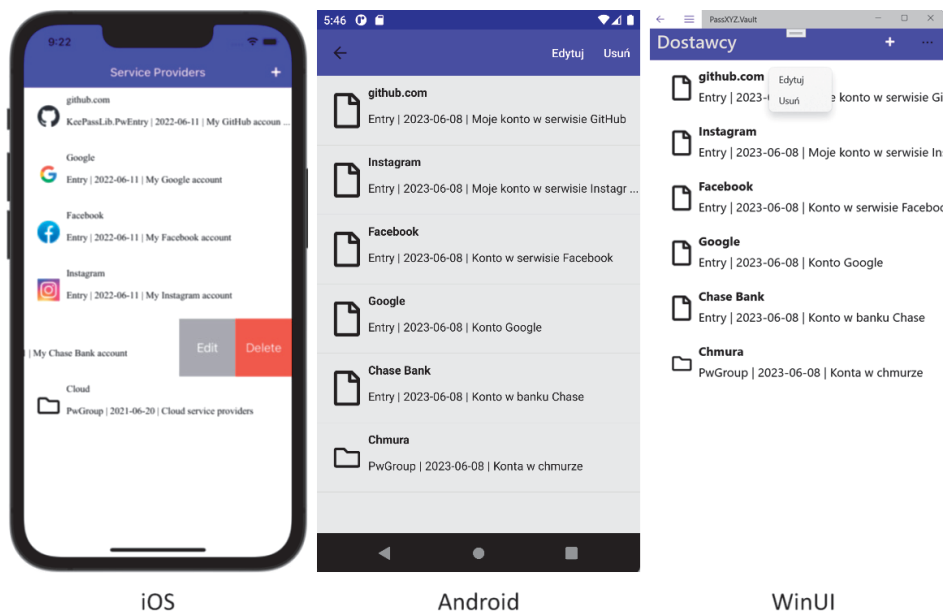 9:22
Service Providers +
github.com
KeePassLib.PwEntry | 2022-06-11 | My GitHub accoun ...
Google
Entry | 2022-06-11 | My Google account
Facebook
Entry | 2022-06-11 | My Facebook account
Instagram
Entry | 2022-06-11 | My Instagram account
| My Chase Bank account
Edit Delete
Cloud
PwGroup | 2021-06-20 | Cloud service providers
iOS
5:46
Edytuj Usuń
github.com
Entry | 2023-06-08 | Moje konto w serwisie GitHub
Instagram
Entry | 2023-06-08 | Moje konto w serwisie Instagr ...
Facebook
Entry | 2023-06-08 | Konto w serwisie Facebook
Google
Entry | 2023-06-08 | Konto Google
Chase Bank
Entry | 2023-06-08 | Konto w banku Chase
Chmura
PwGroup | 2023-06-08 | Konta w chmurze
Android
PassXYZ.Vault
Dostawcy + ...
github.com
Entry | 2023- e konto w serwisie Gi
Edytuj
Usuń
Instagram
Entry | 2023-06-08 | Moje konto w serwisie Ins
Facebook
Entry | 2023-06-08 | Konto w serwisie Faceboo
Google
Entry | 2023-06-08 | Konto Google
Chase Bank
Entry | 2023-06-08 | Konto w banku Chase
Chmura
PwGroup | 2023-06-08 | Konta w chmurze
WinUI